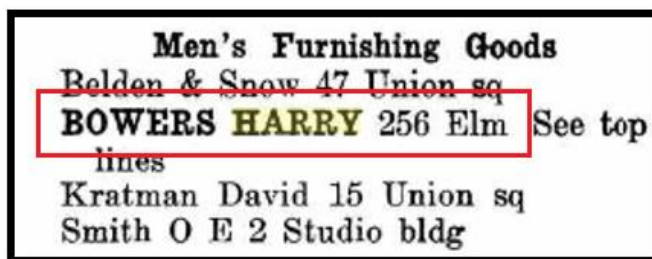 Men's Furnishing Goods
Belden & Snow 47 Union sq
BOWERS HARRY 256 Elm See top
lines
Kratman David 15 Union sq
Smith O E 2 Studio bldg